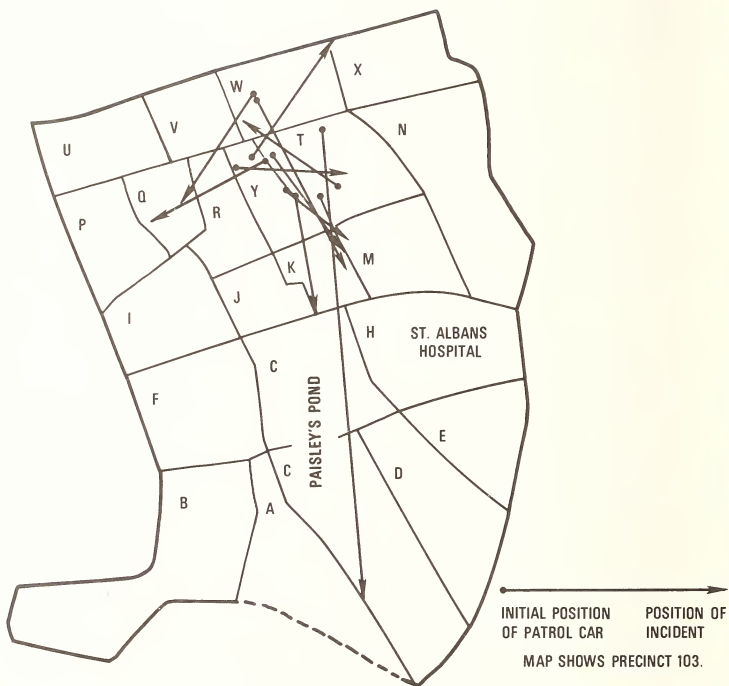 X
W
V
U
T
N
Q
P
R
Y
K
M
J
I
H
ST. ALBANS
HOSPITAL
C
F
PAISLEY'S POND
E
C
D
B
A
INITIAL POSITION
OF PATROL CAR
POSITION OF
INCIDENT
MAP SHOWS PRECINCT 103.